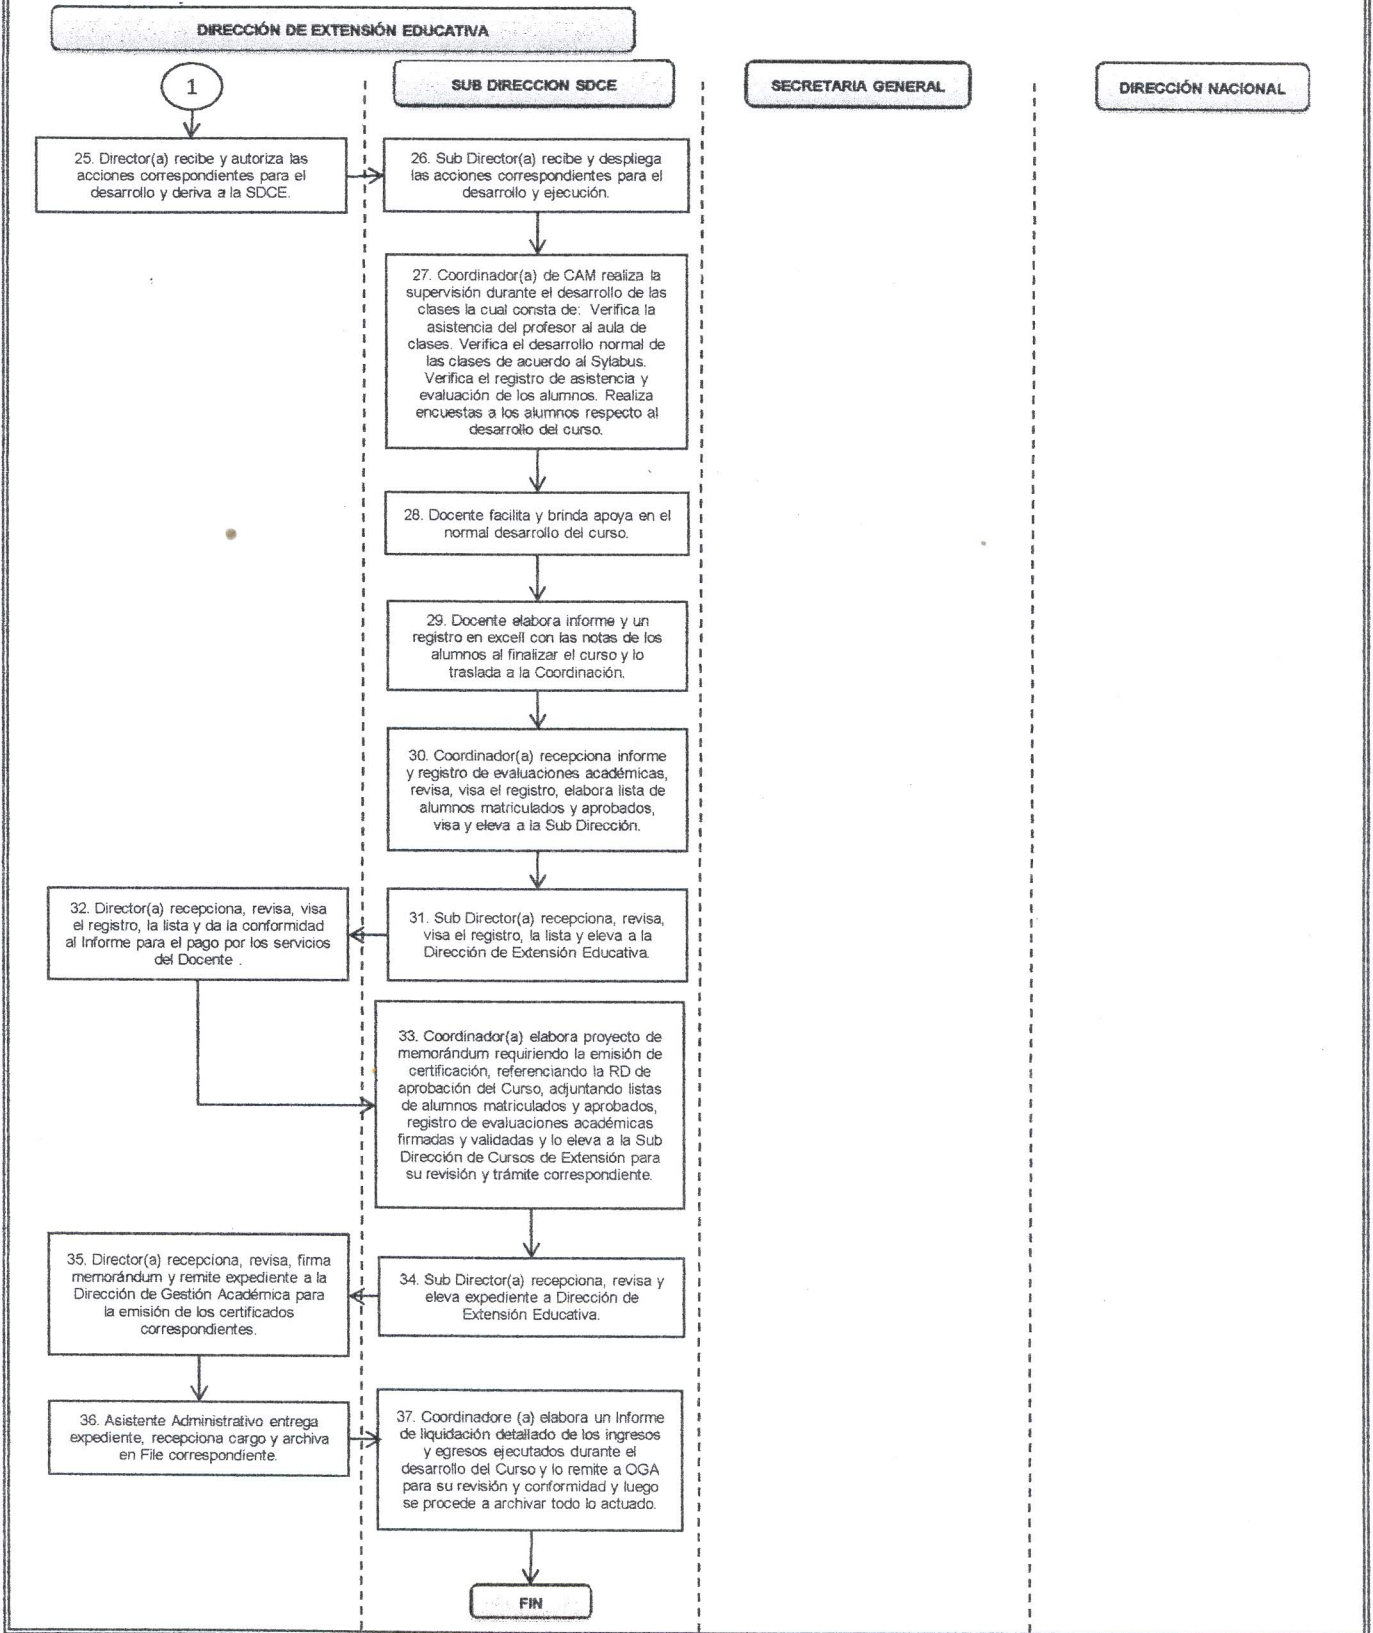 DIRECCIÓN DE EXTENSIÓN EDUCATIVA
1
SUB DIRECCION SDCE
SECRETARIA GENERAL
DIRECCIÓN NACIONAL
25. Director(a) recibe y autoriza las
acciones correspondientes para el
desarrollo y deriva a la SDCE.
26. Sub Director(a) recibe y despliega
las acciones correspondientes para el
desarrollo y ejecución.
27. Coordinador(a) de CAM realiza la
supervisión durante el desarrollo de las
clases la cual consta de: Verifica la
asistencia del profesor al aula de
clases. Verifica el desarrollo normal de
las clases de acuerdo al Sylabus.
Verifica el registro de asistencia y
evaluación de los alumnos. Realiza
encuestas a los alumnos respecto al
desarrollo del curso.
28. Docente facilita y brinda apoya en el
normal desarrollo del curso.
29. Docente elabora informe y un
registro en excell con las notas de los
alumnos al finalizar el curso y lo
traslada a la Coordinación.
30. Coordinador(a) recepciona informe
y registro de evaluaciones académicas,
revisa, visa el registro, elabora lista de
alumnos matriculados y aprobados,
visa y eleva a la Sub Dirección.
31. Sub Director(a) recepciona, revisa,
visa el registro, la lista y eleva a la
Dirección de Extensión Educativa.
32. Director(a) recepciona, revisa, visa
el registro, la lista y da la conformidad
al Informe para el pago por los servicios
del Docente .
33. Coordinador(a) elabora proyecto de
memorándum requiriendo la emisión de
certificación, referenciando la RD de
aprobación del Curso, adjuntando listas
de alumnos matriculados y aprobados,
registro de evaluaciones académicas
firmadas y validadas y lo eleva a la Sub
Dirección de Cursos de Extensión para
su revisión y trámite correspondiente.
34. Sub Director(a) recepciona, revisa y
eleva expediente a Dirección de
Extensión Educativa.
35. Director(a) recepciona, revisa, firma
memorándum y remite expediente a la
Dirección de Gestión Académica para
la emisión de los certificados
correspondientes.
36. Asistente Administrativo entrega
expediente, recepciona cargo y archiva
en File correspondiente.
37. Coordinadore (a) elabora un Informe
de liquidación detallado de los ingresos
y egresos ejecutados durante el
desarrollo del Curso y lo remite a OGA
para su revisión y conformidad y luego
se procede a archivar todo lo actuado.
FIN